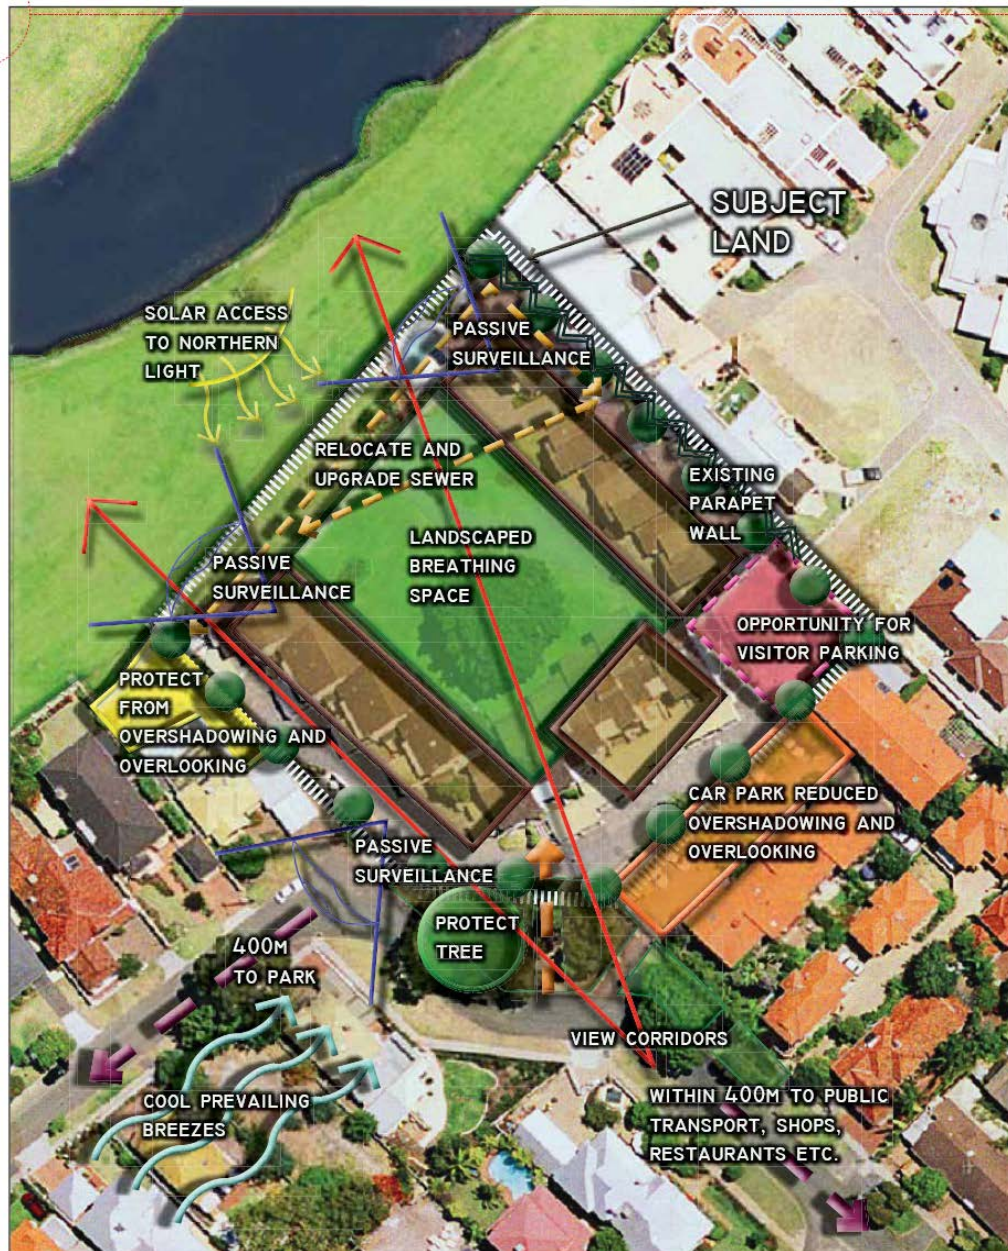 SUBJECT
LAND
SOLAR ACCESS
TO NORTHERN
LIGHT
PASSIVE
SURVEILLANCE
RELOCATE AND
UPGRADE SEWER
EXISTING
PARAPET
WALL
LANDSCAPED
BREATHING
SPACE
PASSIVE
SURVEILLANCE
OPPORTUNITY FOR
VISITOR PARKING
PROTECT
FROM
OVERSHADOWING AND
OVERLOOKING
CAR PARK REDUCED
OVERSHADOWING AND
OVERLOOKING
PASSIVE
SURVEILLANCE
PROTECT
TREE
400M
TO PARK
VIEW CORRIDORS
COOL PREVAILING
BREEZES
WITHIN 400M TO PUBLIC
TRANSPORT, SHOPS,
RESTAURANTS ETC.